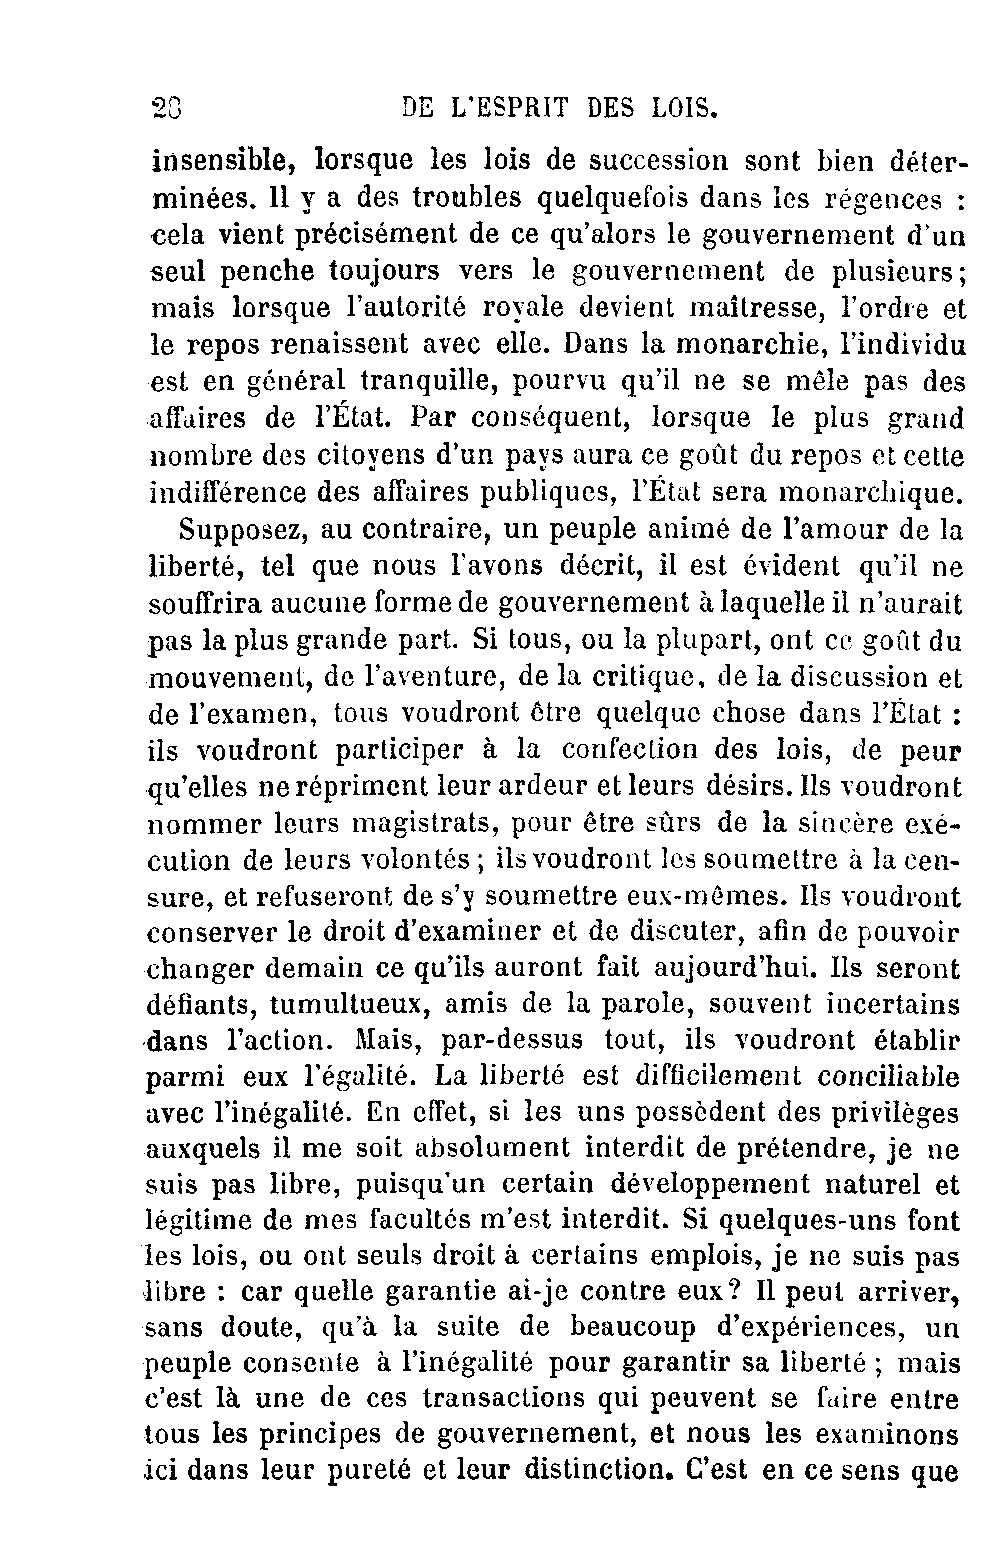 28 DE L'ESPRIT DES LOIS.
insensible, lorsque les lois de succession sont bien déter-
minées. Il y a des troubles quelquefois dans les régences :
cela vient précisément de ce qu'alors le gouvernement d'un
seul penche toujours vers le gouvernement de plusieurs ;
mais lorsque l'autorité royale devient maîtresse, l'ordre et
le repos renaissent avec elle. Dans la monarchie, l'individu
est en général tranquille, pourvu qu'il ne se mêle pas des
affaires de l'État. Par conséquent, lorsque le plus grand
nombre des citoyens d'un pays aura ce goût du repos et cette
indifférence des affaires publiques, l'État sera monarchique.
Supposez, au contraire, un peuple animé de l'amour de la
liberté, tel que nous l'avons décrit, il est évident qu'il ne
souffrira aucune forme de gouvernement à laquelle il n'aurait
pas la plus grande part. Si tous, ou la plupart, ont ce goût du
mouvement, de l'aventure, de la critique, de la discussion et
de l'examen, tous voudront être quelque chose dans l'État :
ils voudront participer à la confection des lois, de peur
qu'elles ne répriment leur ardeur et leurs désirs. Ils voudront
nommer leurs magistrats, pour être sûrs de la sincère exé-
cution de leurs volontés ; ils voudront les soumettre à la cen-
sure, et refuseront de s'y soumettre eux-mêmes. Ils voudront
conserver le droit d'examiner et de discuter, afin de pouvoir
changer demain ce qu'ils auront fait aujourd'hui. Ils seront
défiants, tumultueux, amis de la parole, souvent incertains
dans l'action. Mais, par-dessus tout, ils voudront établir
parmi eux l'égalité. La liberté est difficilement conciliable
avec l'inégalité. En effet, si les uns possèdent des privilèges
auxquels il me soit absolument interdit de prétendre, je ne
suis pas libre, puisqu'un certain développement naturel et
légitime de mes facultés m'est interdit. Si quelques-uns font
les lois, ou ont seuls droit à certains emplois, je ne suis pas
libre : car quelle garantie ai-je contre eux? Il peut arriver,
sans doute, qu'à la suite de beaucoup d'expériences, un
peuple consente à l'inégalité pour garantir sa liberté ; mais
c'est là une de ces transactions qui peuvent se faire entre
tous les principes de gouvernement, et nous les examinons
ici dans leur pureté et leur distinction. C'est en ce sens que